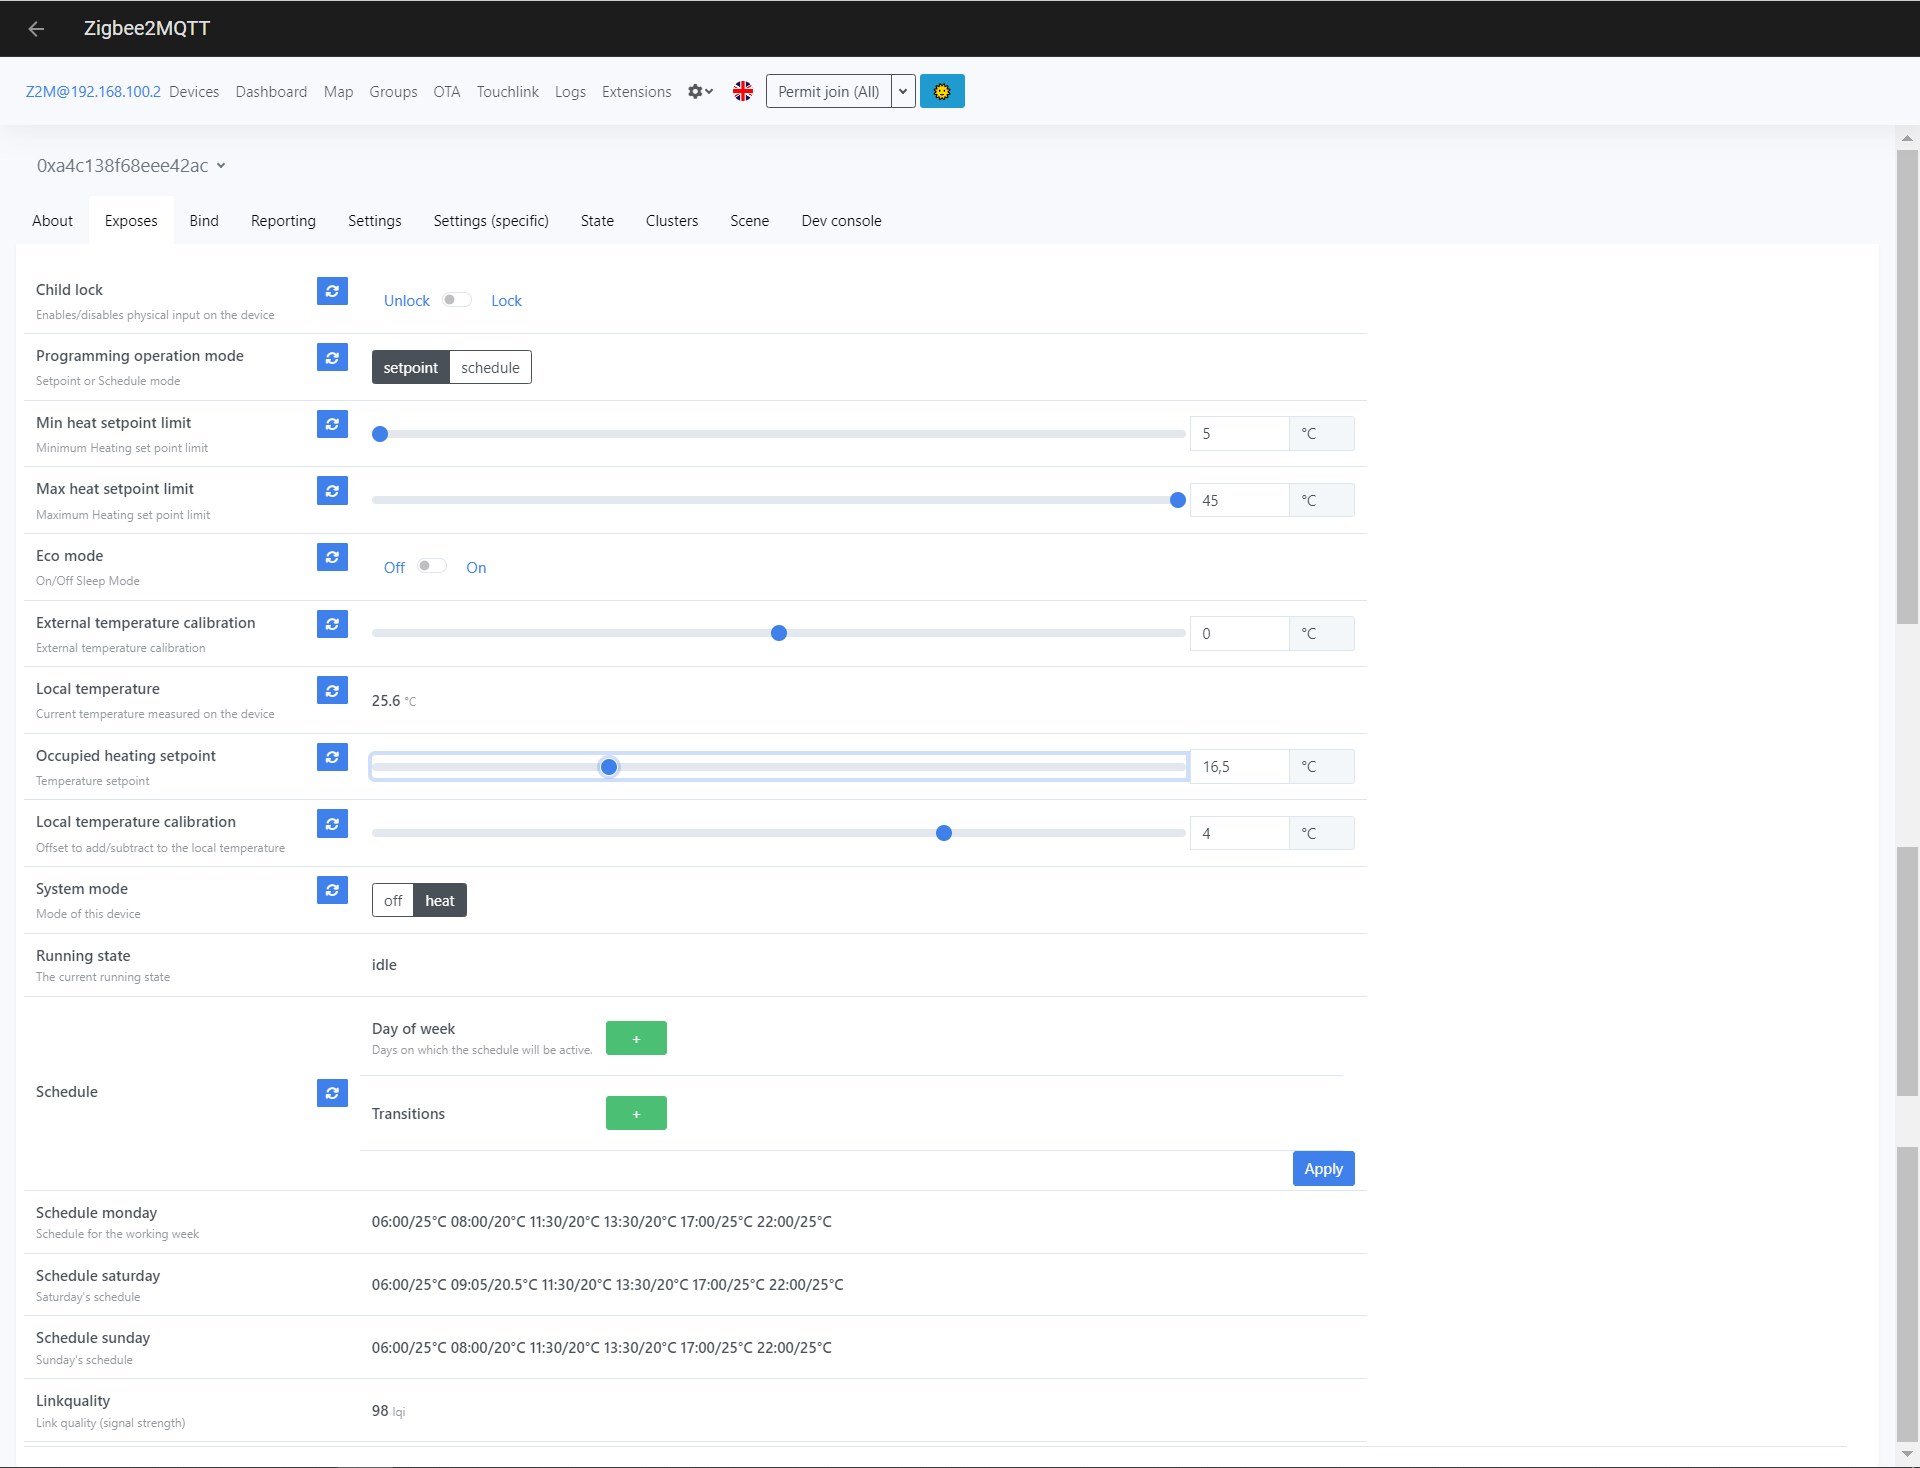 Zigbee2MQTT
Z2M@192.168.100.2 Devices Dashboard Map Groups OTA Touchlink Logs Extensions Permit join (All)
0xa4c138f68eee42ac
About Exposes Bind Reporting Settings Settings (specific) State Clusters Scene Dev console
Child lock
Enables/disables physical input on the device
Unlock Lock
Programming operation mode
Setpoint or Schedule mode
setpoint schedule
Min heat setpoint limit
Minimum Heating set point limit
5 °C
Max heat setpoint limit
Maximum Heating set point limit
45 °C
Eco mode
On/Off Sleep Mode
Off On
External temperature calibration
External temperature calibration
0 °C
Local temperature
Current temperature measured on the device
25.6 °C
Occupied heating setpoint
Temperature setpoint
16,5 °C
Local temperature calibration
Offset to add/subtract to the local temperature
4 °C
System mode
Mode of this device
off heat
Running state
The current running state
idle
Schedule
Day of week
Days on which the schedule will be active.
+
Transitions
+
Apply
Schedule monday
Schedule for the working week
06:00/25°C 08:00/20°C 11:30/20°C 13:30/20°C 17:00/25°C 22:00/25°C
Schedule saturday
Saturday's schedule
06:00/25°C 09:05/20.5°C 11:30/20°C 13:30/20°C 17:00/25°C 22:00/25°C
Schedule sunday
Sunday's schedule
06:00/25°C 08:00/20°C 11:30/20°C 13:30/20°C 17:00/25°C 22:00/25°C
Linkquality
Link quality (signal strength)
98 lqi